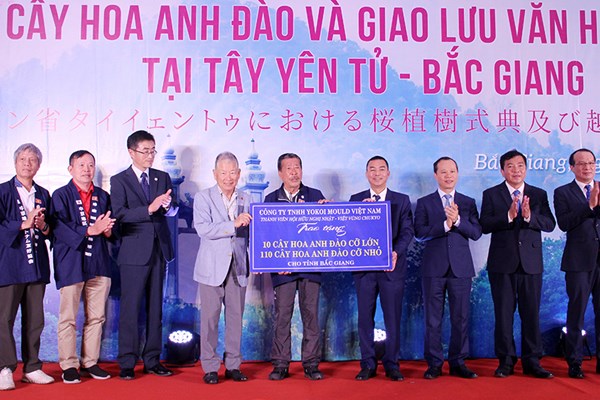 CÂY HOA ANH ĐÀO VÀ GIAO LƯU VĂN H
TẠI TÂY YÊN TỬ - BẮC GIANG
ン省タイイェントゥにおける桜植樹式典及び越
Giang
CÔNG TY TNHH YOKOI MOULD VIỆT NAM
THÀNH VIÊN HỘI HỮU NGHỊ NHẬT - VIỆT VÙNG CHUKYO
Trao tặng
10 CÂY HOA ANH ĐÀO CỠ LỚN
110 CÂY HOA ANH ĐÀO CỠ NHỎ
CHO TỈNH BẮC GIANG